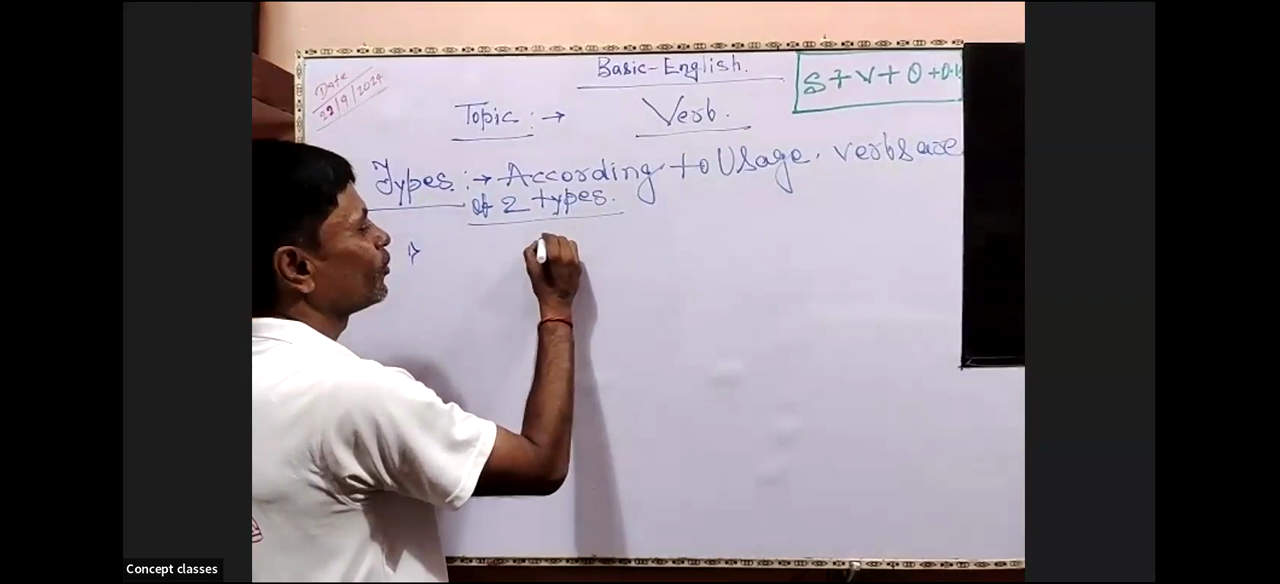 Basic-English.
Date
22/9/2024
S + V + O + O.W
Topic :→ Verb.
Types :→ According to Usage. verbs are
of 2 types.
Concept classes